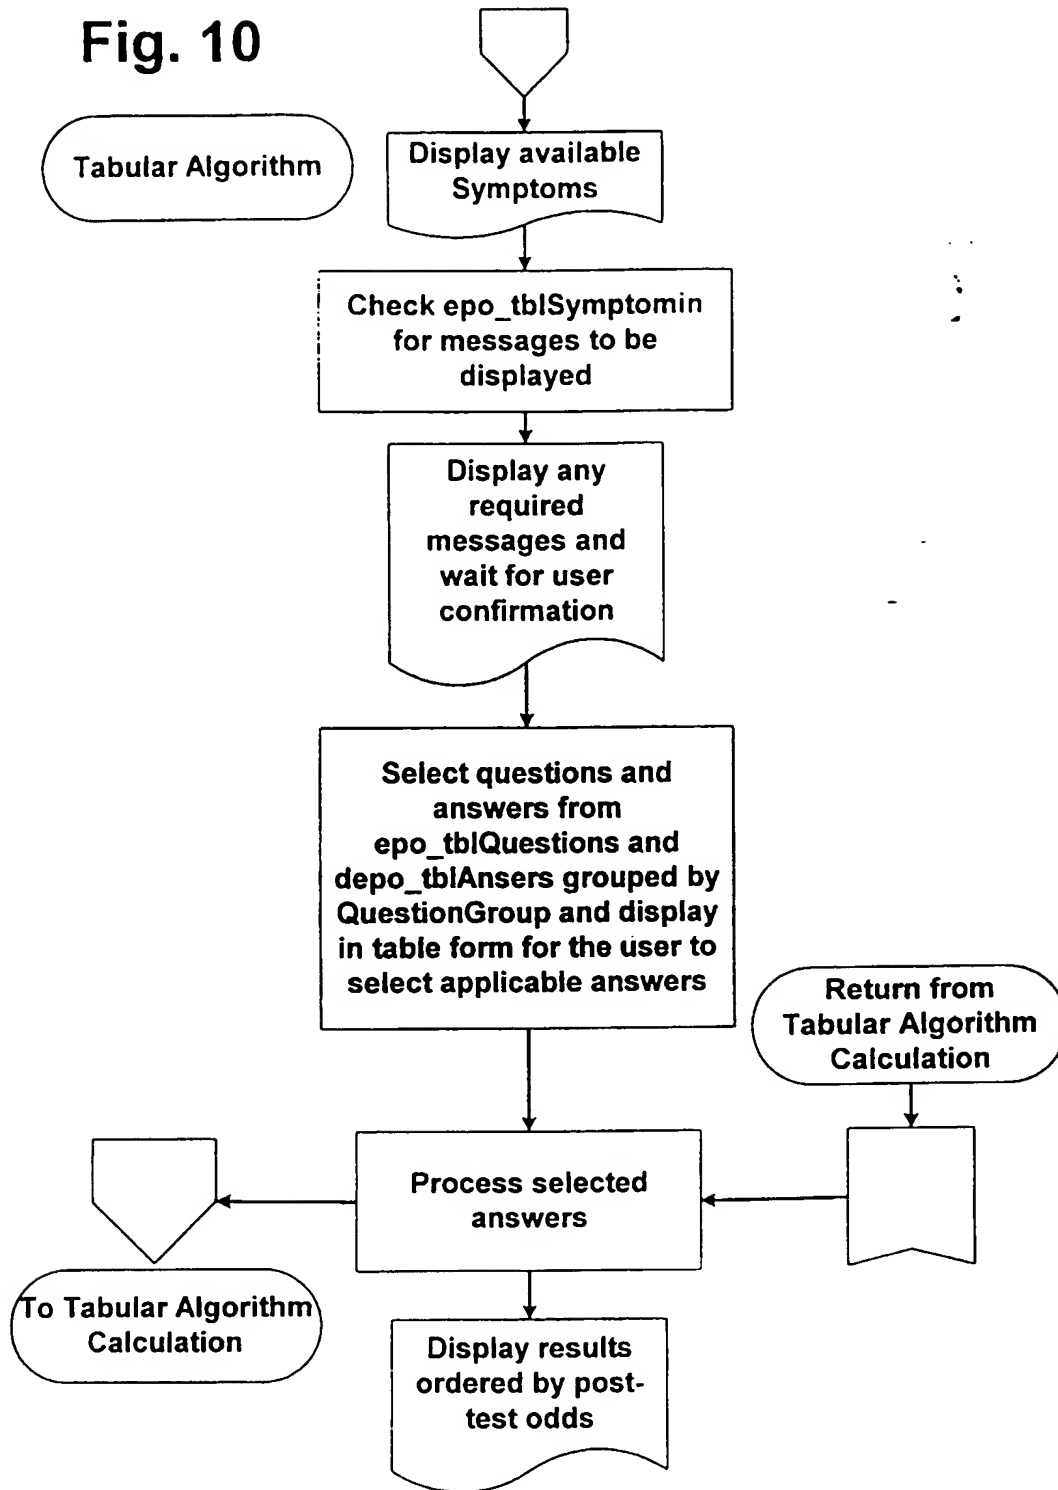 Fig. 10
Tabular Algorithm
Display available
Symptoms
Check epo_tblSymptomin
for messages to be
displayed
Display any
required
messages and
wait for user
confirmation
Select questions and
answers from
epo_tblQuestions and
depo_tblAnsers grouped by
QuestionGroup and display
in table form for the user to
select applicable answers
Return from
Tabular Algorithm
Calculation
Process selected
answers
To Tabular Algorithm
Calculation
Display results
ordered by post-
test odds